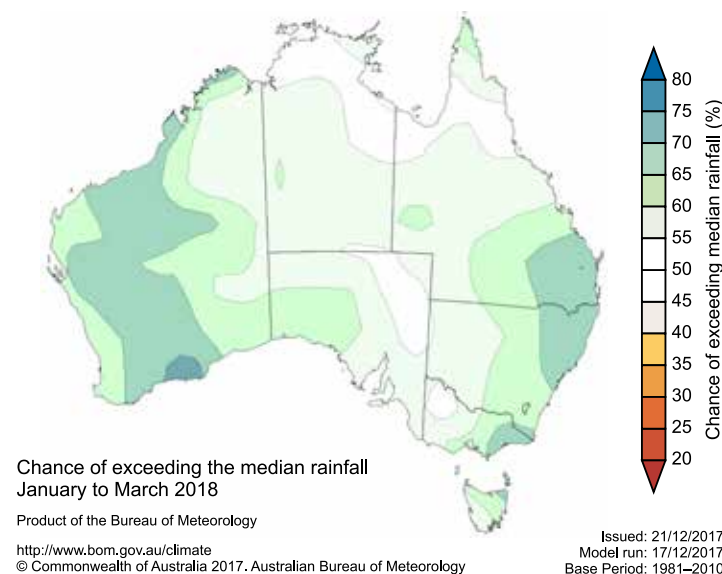 80
75
70
65
60
55
50
45
40
35
30
25
20
Chance of exceeding median rainfall (%)
Chance of exceeding the median rainfall
January to March 2018
Product of the Bureau of Meteorology
http://www.bom.gov.au/climate
© Commonwealth of Australia 2017. Australian Bureau of Meteorology
Issued: 21/12/2017
Model run: 17/12/2017
Base Period: 1981–2010